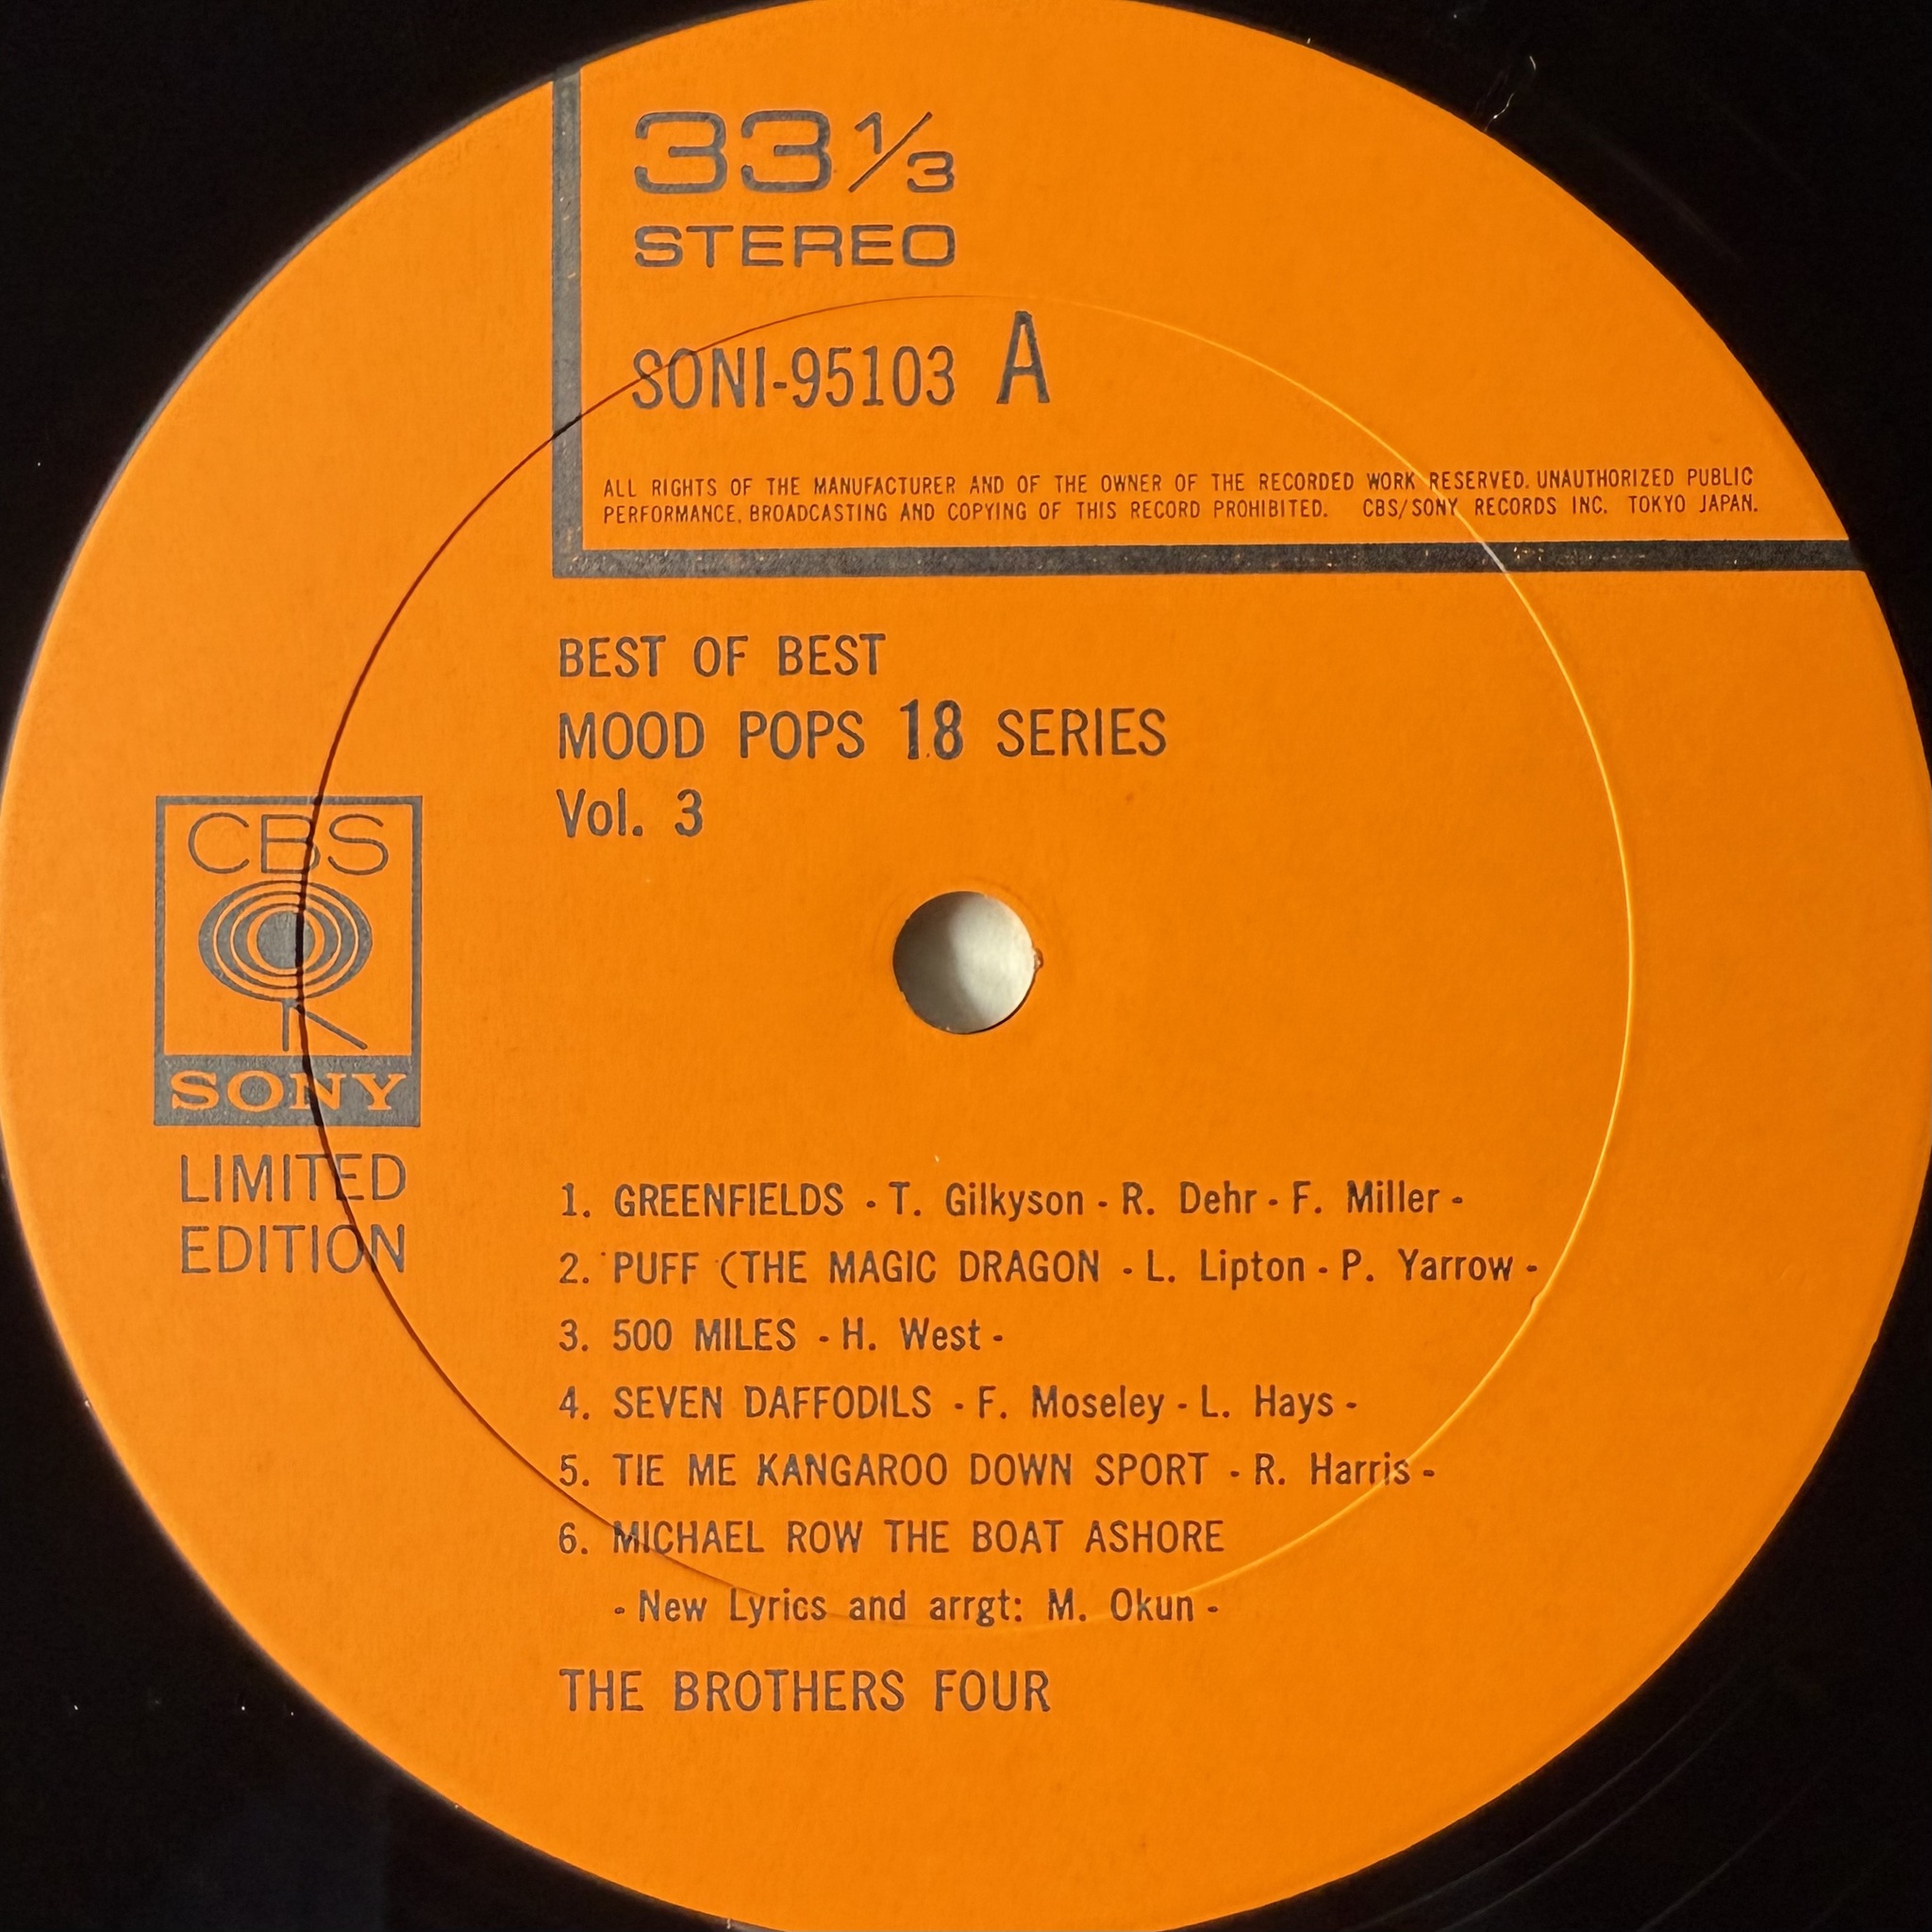 33 1/3
STEREO
SONI-95103 A
ALL RIGHTS OF THE MANUFACTURER AND OF THE OWNER OF THE RECORDED WORK RESERVED. UNAUTHORIZED PUBLIC
PERFORMANCE, BROADCASTING AND COPYING OF THIS RECORD PROHIBITED. CBS/SONY RECORDS INC. TOKYO JAPAN.
BEST OF BEST
MOOD POPS 18 SERIES
Vol. 3
CBS
SONY
LIMITED
EDITION
1. GREENFIELDS - T. Gilkyson - R. Dehr - F. Miller -
2. PUFF (THE MAGIC DRAGON - L. Lipton - P. Yarrow -
3. 500 MILES - H. West -
4. SEVEN DAFFODILS - F. Moseley - L. Hays -
5. TIE ME KANGAROO DOWN SPORT - R. Harris -
6. MICHAEL ROW THE BOAT ASHORE
- New Lyrics and arrgt: M. Okun -
THE BROTHERS FOUR